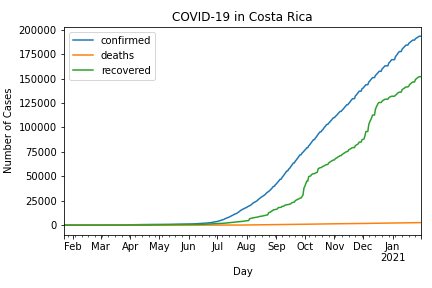 COVID-19 in Costa Rica
confirmed
deaths
recovered
200000
175000
150000
125000
100000
75000
50000
25000
0
Number of Cases
Feb Mar Apr May Jun Jul Aug Sep Oct Nov Dec Jan
2021
Day